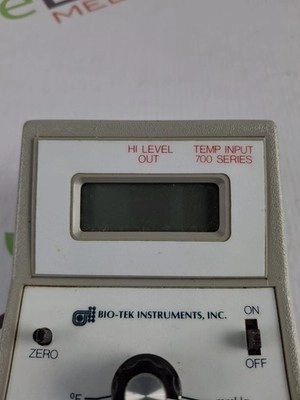 HI LEVEL
OUT
TEMP INPUT
700 SERIES
BIO-TEK INSTRUMENTS, INC.
ON
OFF
ZERO
°F